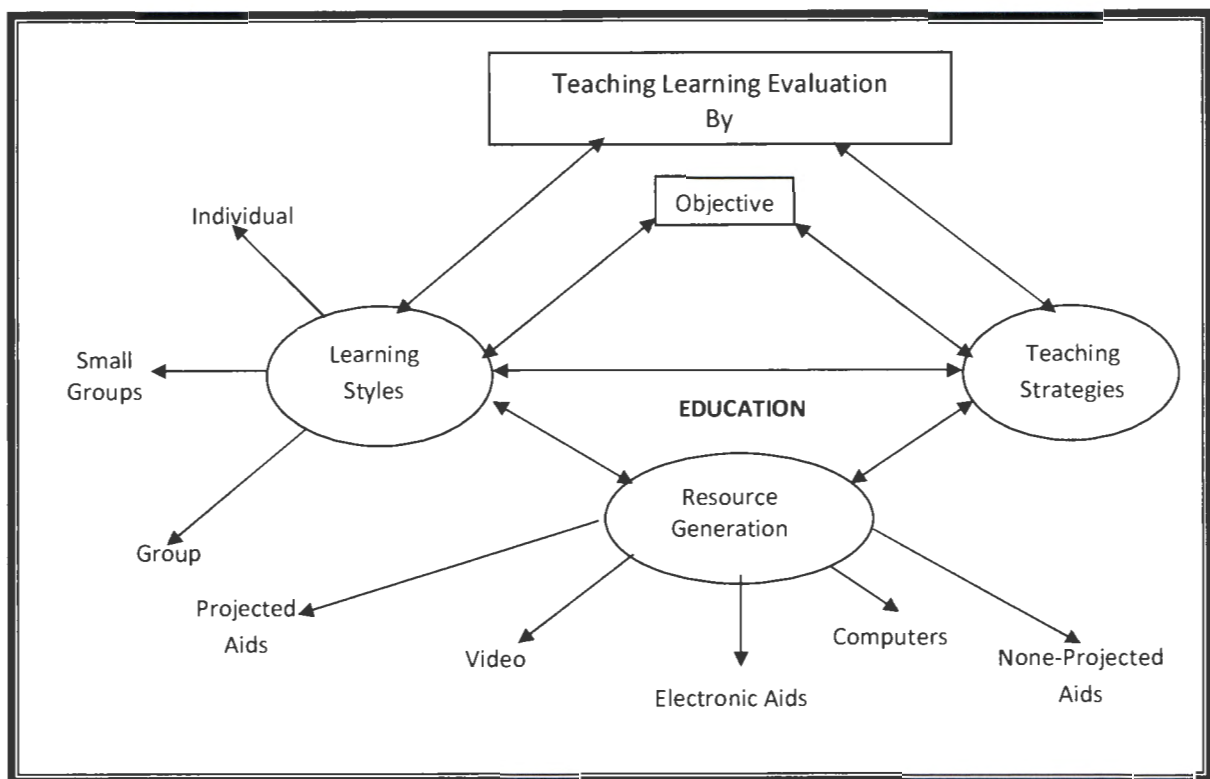 Teaching Learning Evaluation
By
Objective
Individual
Learning
Styles
Teaching
Strategies
Small
Groups
EDUCATION
Resource
Generation
Group
Projected
Aids
Video
Electronic Aids
Computers
None-Projected
Aids